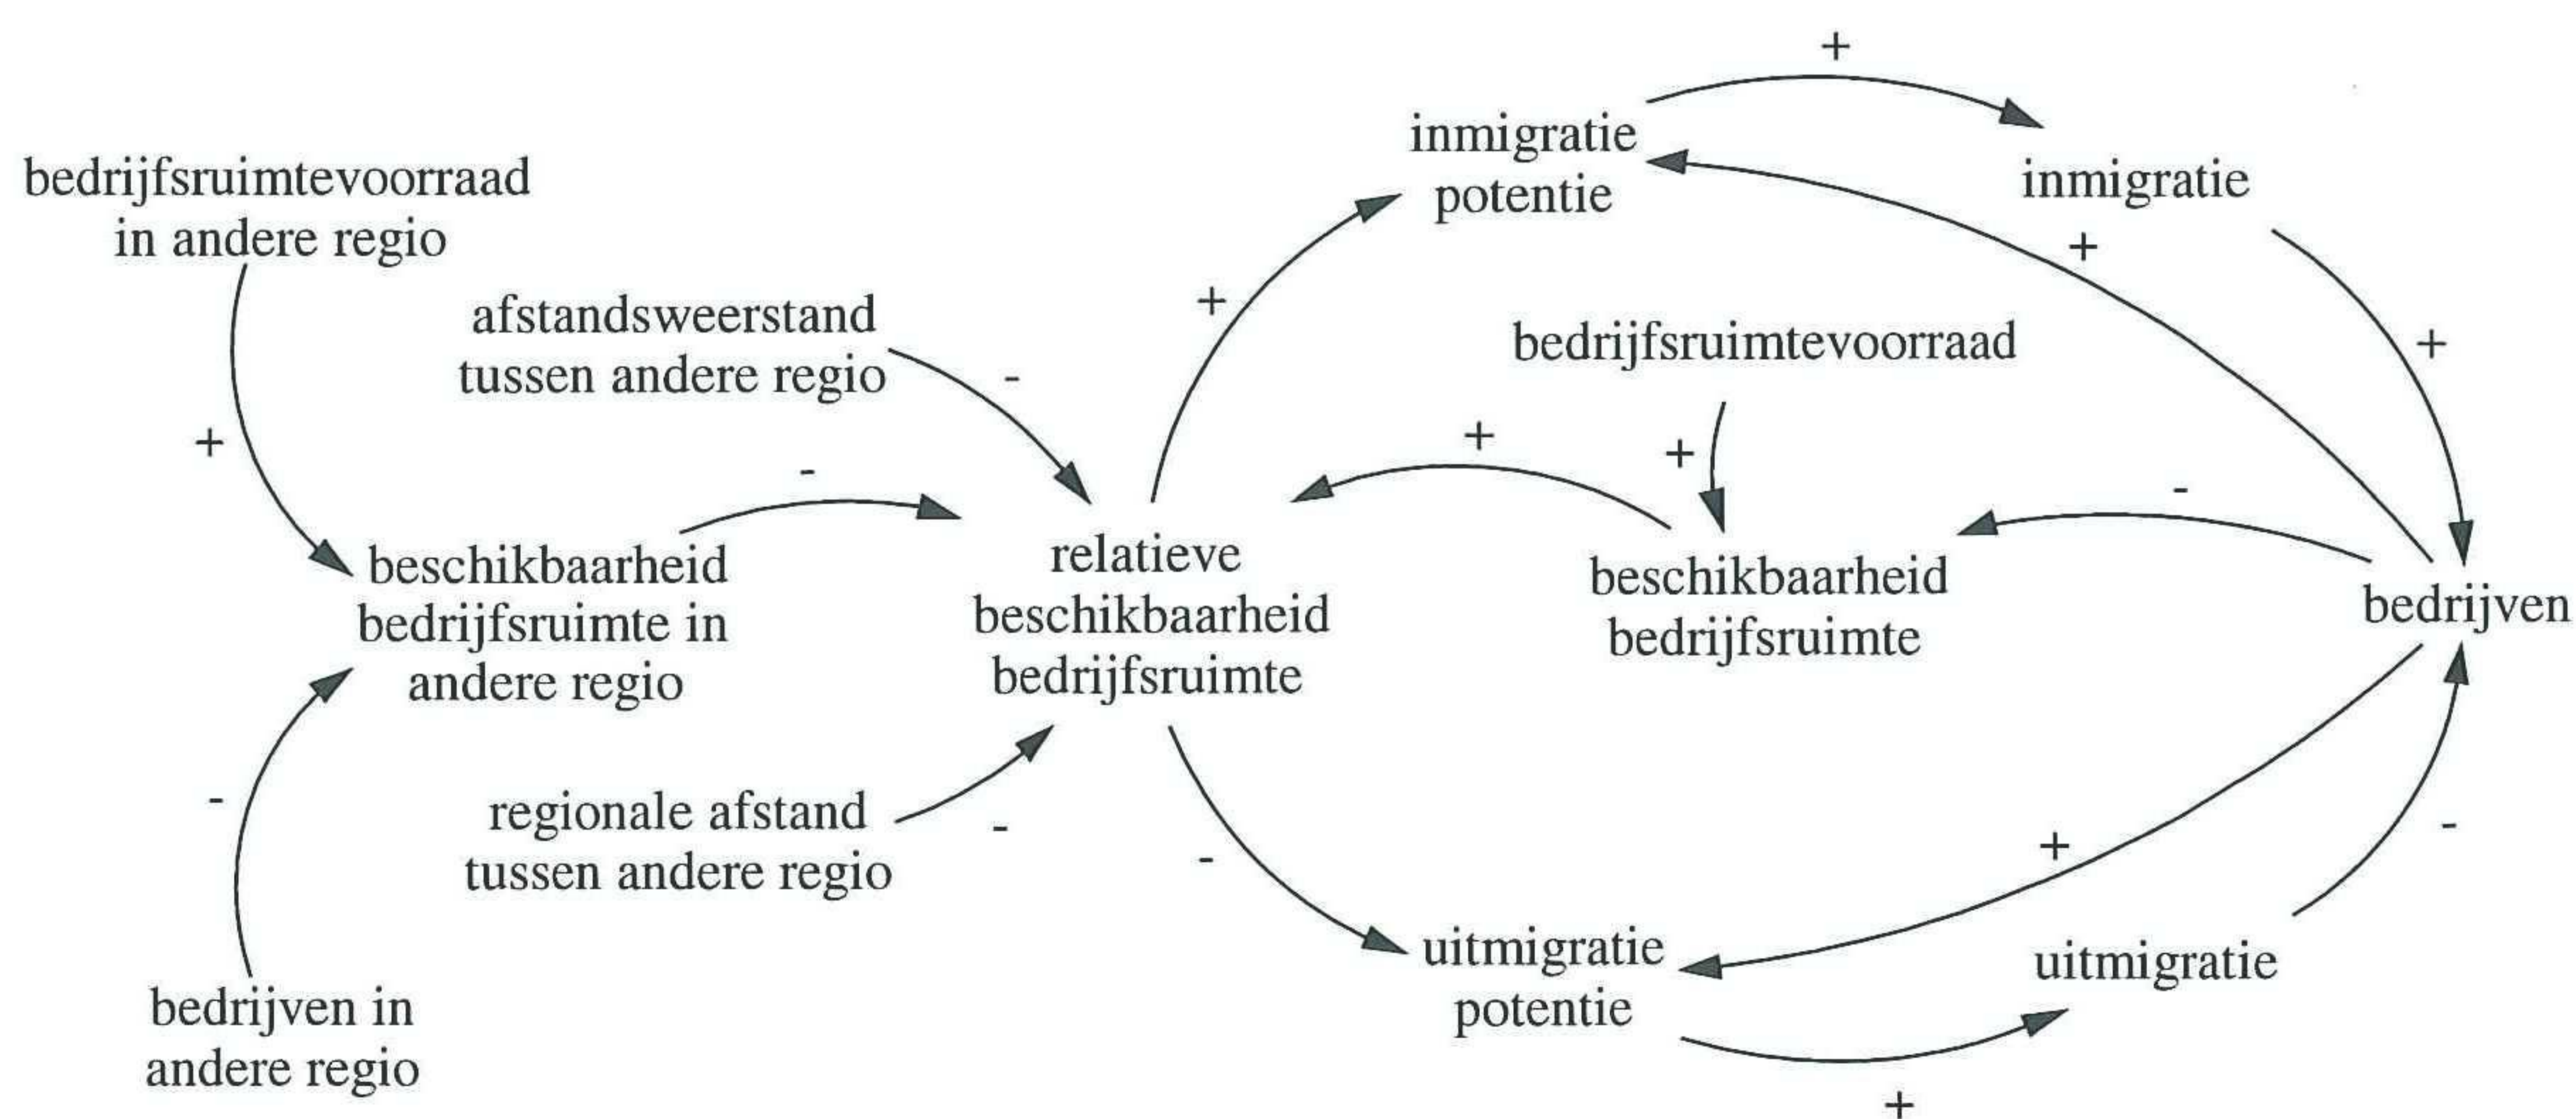 +
inmigratie
potentie
inmigratie
bedrijfsruimtevoorraad
in andere regio
+
+
afstandsweerstand
tussen andere regio
-
bedrijfsruimtevoorraad
+
+
+
+
-
-
beschikbaarheid
bedrijfsruimte in
andere regio
relatieve
beschikbaarheid
bedrijfsruimte
beschikbaarheid
bedrijfsruimte
bedrijven
-
regionale afstand
tussen andere regio
-
-
+
-
uitmigratie
potentie
uitmigratie
bedrijven in
andere regio
+